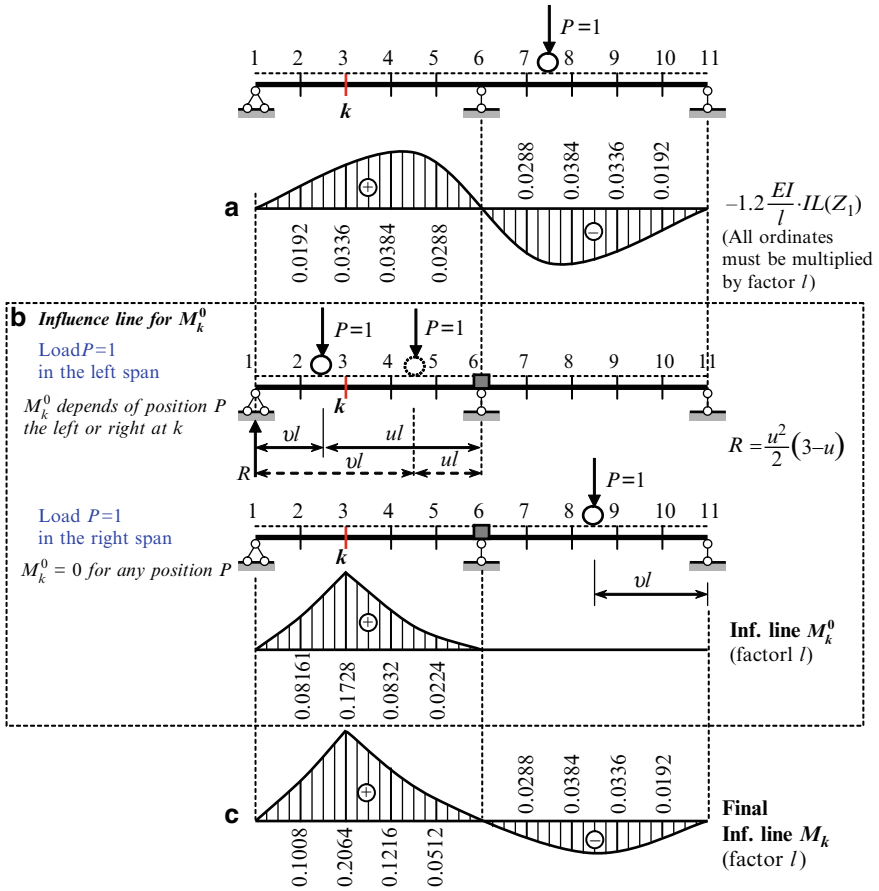 P=1
1 2 3 4 5 6 7 8 9 10 11
k
a
+
0.0192 0.0336 0.0384 0.0288
0.0288 0.0384 0.0336 0.0192
−
–1.2 EI/l · IL(Z₁)
(All ordinates
must be multiplied
by factor l)
b Influence line for M⁰ₖ
Load P=1
in the left span
M⁰ₖ depends of position P
the left or right at k
P=1 P=1
1 2 3 4 5 6 7 8 9 10 11
k
υl ul
υl ul
R
R = u²/2 (3–u)
Load P=1
in the right span
M⁰ₖ = 0 for any position P
P=1
1 2 3 4 5 6 7 8 9 10 11
k
υl
+
0.08161 0.1728 0.0832 0.0224
Inf. line M⁰ₖ
(factorl l)
c
+
0.1008 0.2064 0.1216 0.0512
0.0288 0.0384 0.0336 0.0192
−
Final
Inf. line Mₖ
(factor l)